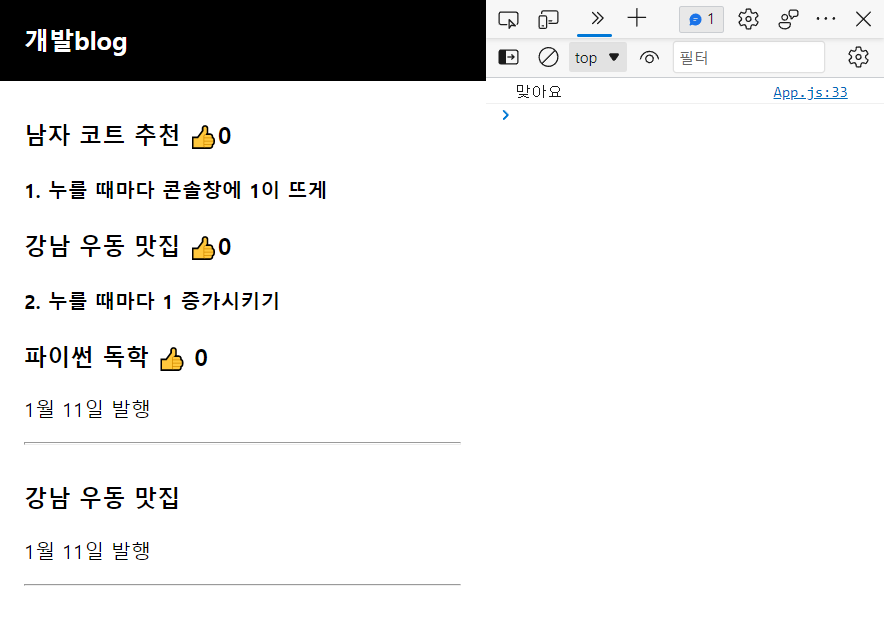 개발blog
남자 코트 추천 👍0
1. 누를 때마다 콘솔창에 1이 뜨게
강남 우동 맛집 👍0
2. 누를 때마다 1 증가시키기
파이썬 독학 👍 0
1월 11일 발행
강남 우동 맛집
1월 11일 발행
1
top
필터
맞아요 App.js:33